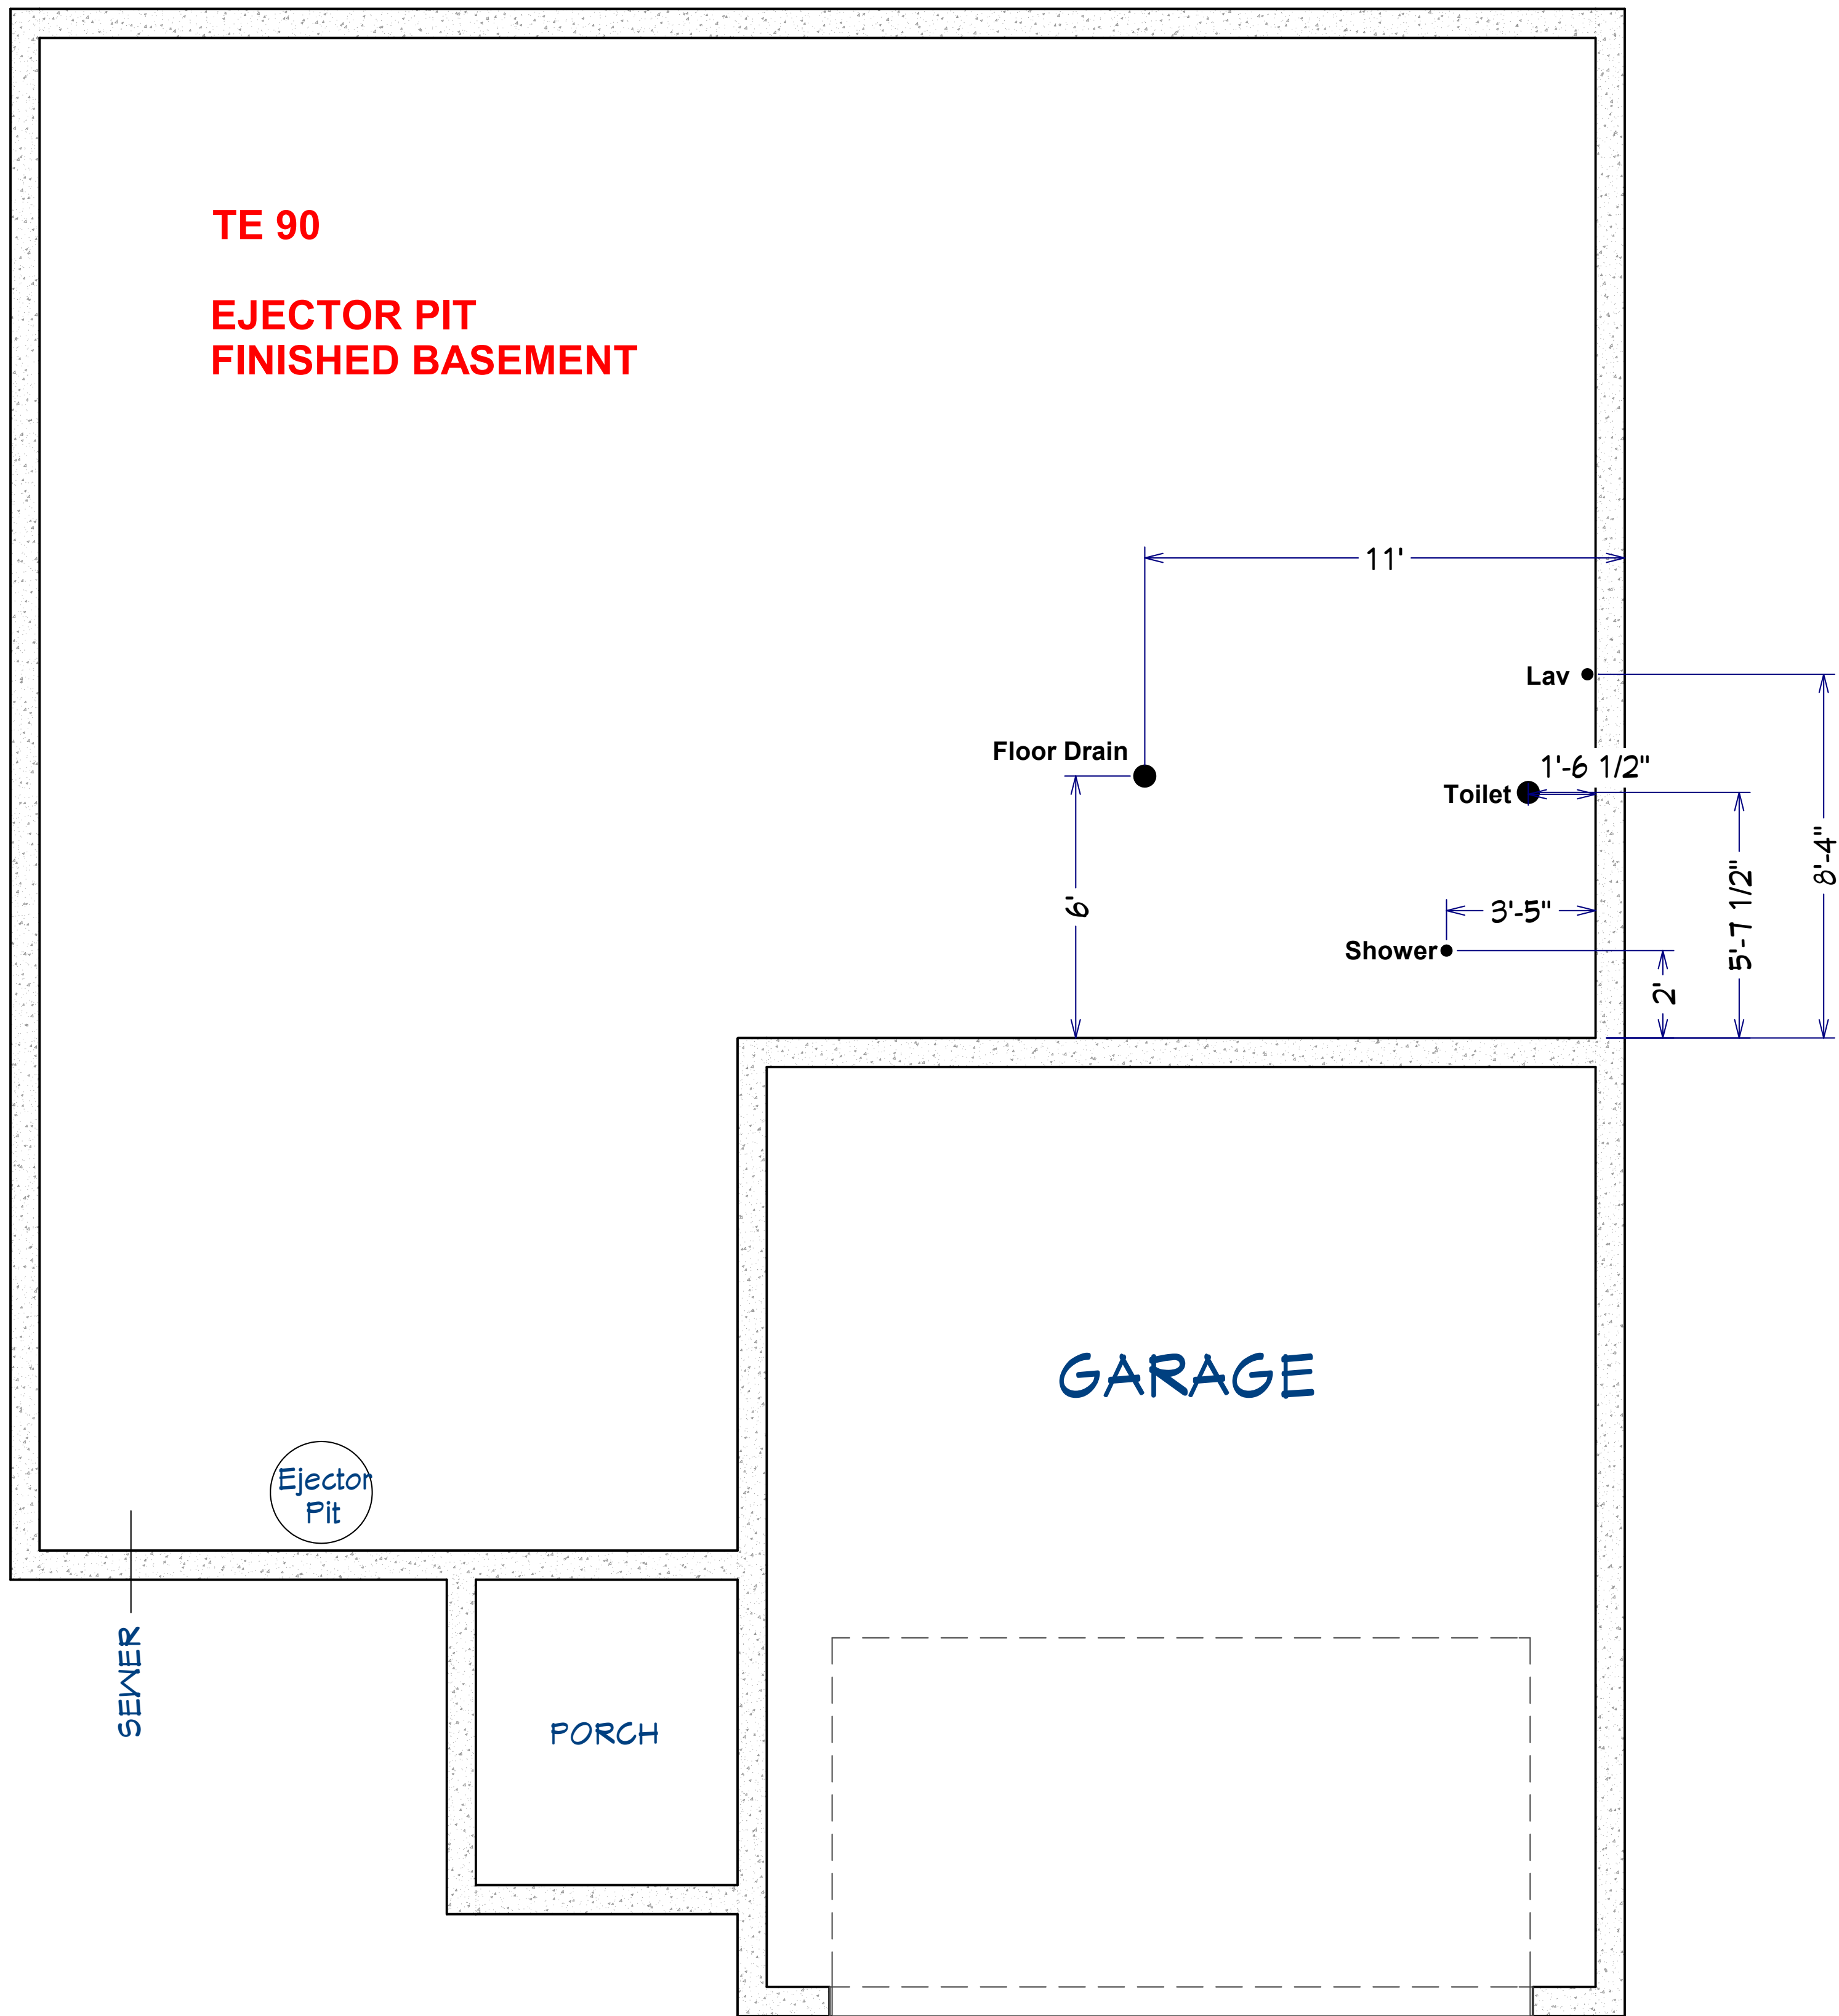 TE 90
EJECTOR PIT
FINISHED BASEMENT
11'
Lav
Floor Drain
1'-6 1/2"
Toilet
8'-4"
5'-7 1/2"
6'
3'-5"
Shower
2'
GARAGE
Ejector
Pit
SEWER
PORCH